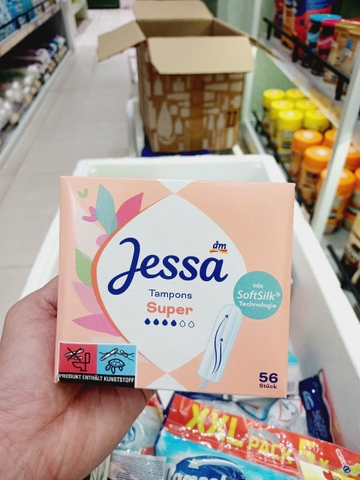 dm
Jessa
Tampons
Super
Mit
SoftSilk
Technologie
56
Stück
PRODUKT ENTHÄLT KUNSTSTOFF
XXL PACK